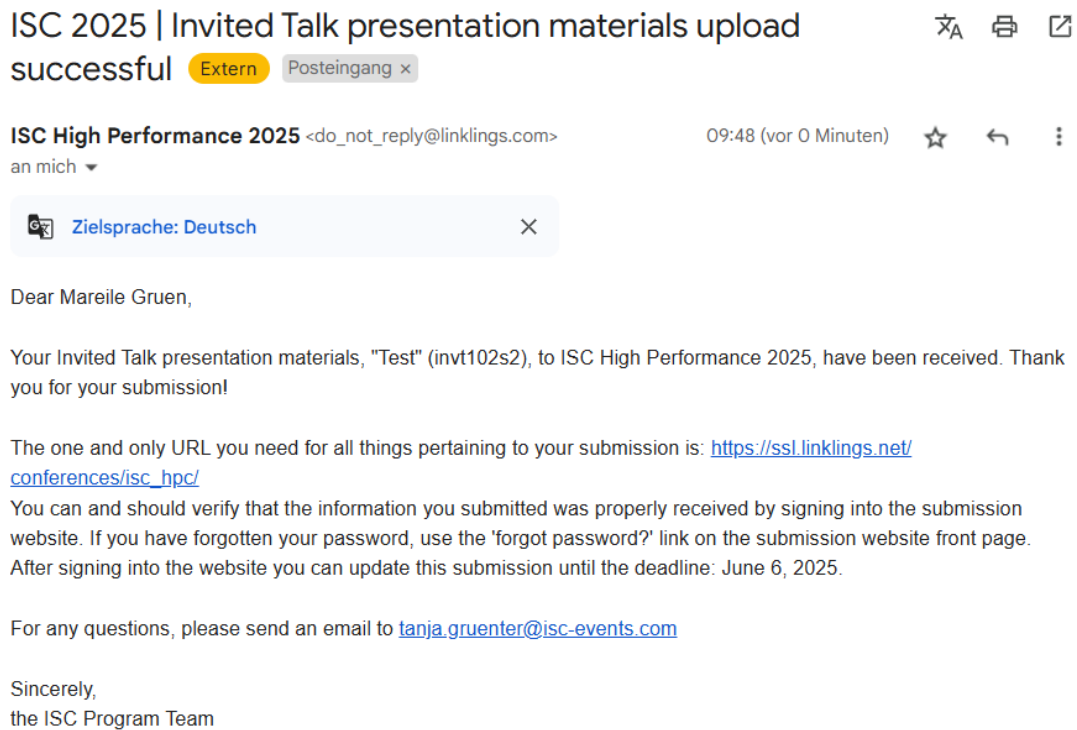 ISC 2025 | Invited Talk presentation materials upload
successful Extern Posteingang ×
ISC High Performance 2025 <do_not_reply@linklings.com> 09:48 (vor 0 Minuten)
an mich
Zielsprache: Deutsch
Dear Mareile Gruen,
Your Invited Talk presentation materials, "Test" (invt102s2), to ISC High Performance 2025, have been received. Thank
you for your submission!
The one and only URL you need for all things pertaining to your submission is: https://ssl.linklings.net/
conferences/isc_hpc/
You can and should verify that the information you submitted was properly received by signing into the submission
website. If you have forgotten your password, use the 'forgot password?' link on the submission website front page.
After signing into the website you can update this submission until the deadline: June 6, 2025.
For any questions, please send an email to tanja.gruenter@isc-events.com
Sincerely,
the ISC Program Team